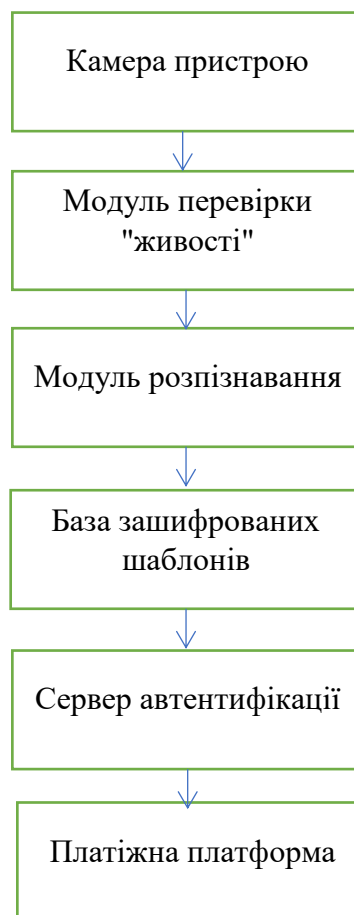 Камера пристрою
Модуль перевірки
"живості"
Модуль розпізнавання
База зашифрованих
шаблонів
Сервер автентифікації
Платіжна платформа